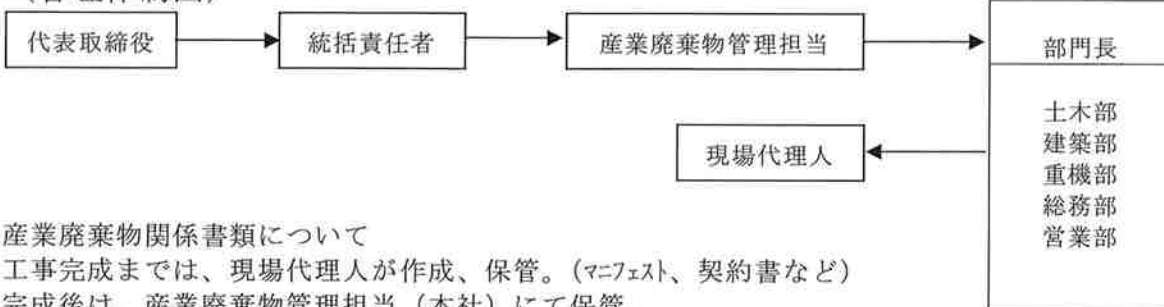 代表取締役
統括責任者
産業廃棄物管理担当
部門長
土木部
建築部
重機部
総務部
営業部
現場代理人
産業廃棄物関係書類について
工事完成までは、現場代理人が作成、保管。(マニフェスト、契約書など)
完成後は、産業廃棄物管理担当(本社)にて保管